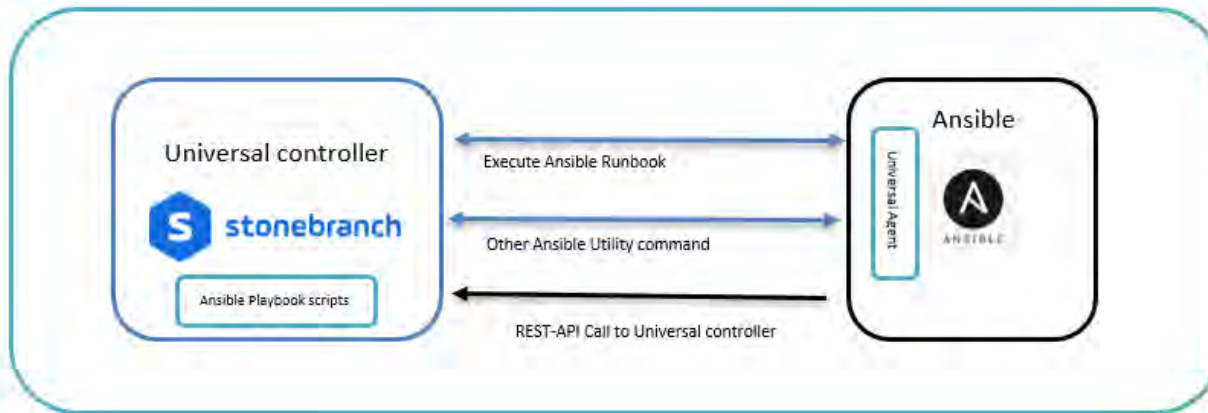 Universal controller
S stonebranch
Ansible Playbook scripts
Execute Ansible Runbook
Other Ansible Utility command
REST-API Call to Universal controller
Ansible
Universal Agent
A
ANSIBLE